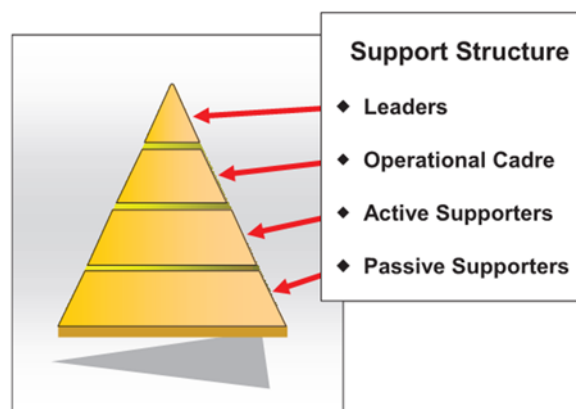 Support Structure
◆ Leaders
◆ Operational Cadre
◆ Active Supporters
◆ Passive Supporters